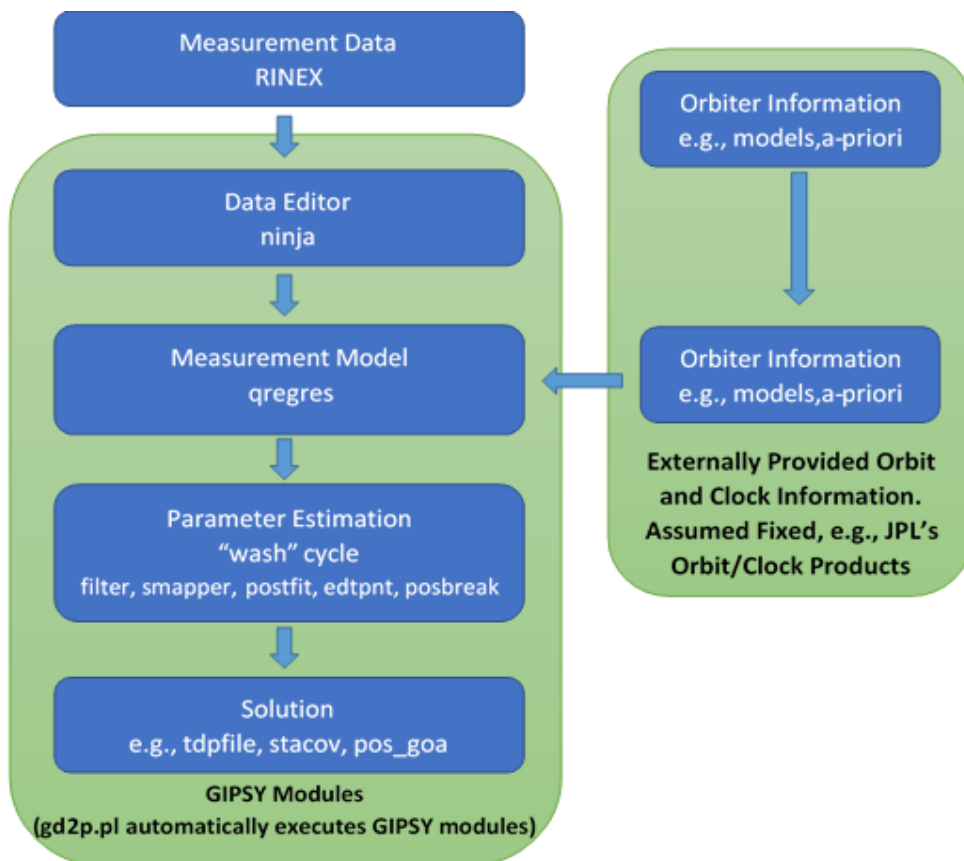 Measurement Data
RINEX
Data Editor
ninja
Measurement Model
qregres
Parameter Estimation
“wash” cycle
filter, smapper, postfit, edtpnt, posbreak
Solution
e.g., tdpfile, stacov, pos_goa
GIPSY Modules
(gd2p.pl automatically executes GIPSY modules)
Orbiter Information
e.g., models,a-priori
Orbiter Information
e.g., models,a-priori
Externally Provided Orbit
and Clock Information.
Assumed Fixed, e.g., JPL’s
Orbit/Clock Products